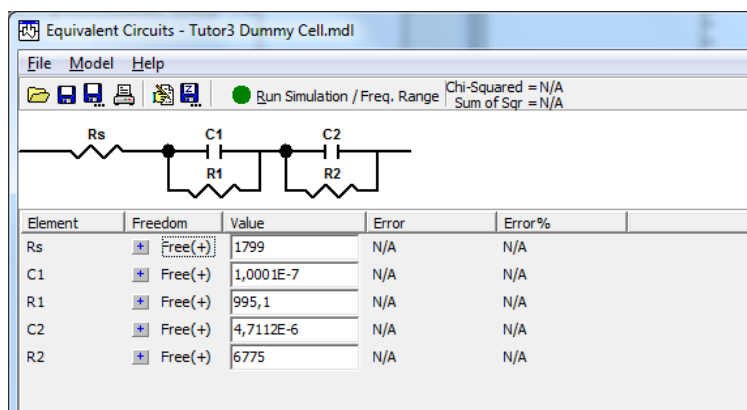 Equivalent Circuits - Tutor3 Dummy Cell.mdl
File Model Help
Run Simulation / Freq. Range
Chi-Squared =N/A
Sum of Sqr =N/A
Rs C1 C2
R1 R2
Element Freedom Value Error Error%
Rs + Free(+) 1799 N/A N/A
C1 + Free(+) 1,0001E-7 N/A N/A
R1 + Free(+) 995,1 N/A N/A
C2 + Free(+) 4,7112E-6 N/A N/A
R2 + Free(+) 6775 N/A N/A